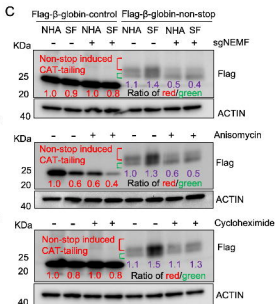 C
Flag-β-globin-control Flag-β-globin-non-stop
KDa NHA SF NHA SF NHA SF NHA SF
- - + + - - + + sgNEMF
Non-stop induced
CAT-tailing
25
20
1.0 0.9 1.0 0.8 1.1 1.4 0.5 0.4
Ratio of red/green
Flag
40 ACTIN
KDa - - + + - - + + Anisomycin
Non-stop induced
CAT-tailing
25
20
1.0 0.6 0.6 0.4 1.0 1.3 0.6 0.5
Ratio of red/green
Flag
40 ACTIN
KDa - - + + - - + + Cycloheximide
Non-stop induced
CAT-tailing
25
20
1.0 0.8 1.0 0.8 1.1 1.5 1.1 1.3
Ratio of red/green
Flag
40 ACTIN